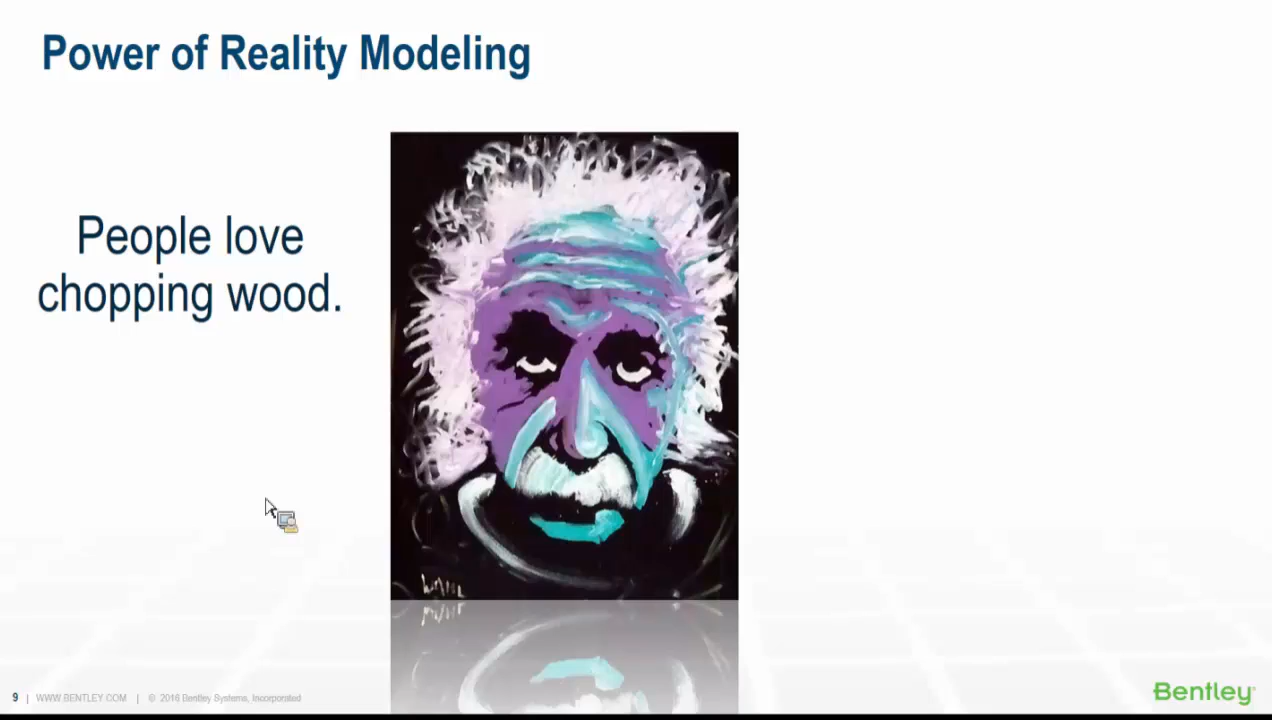 Power of Reality Modeling
People love
chopping wood.
9 | WWW.BENTLEY.COM | © 2016 Bentley Systems, Incorporated
Bentley